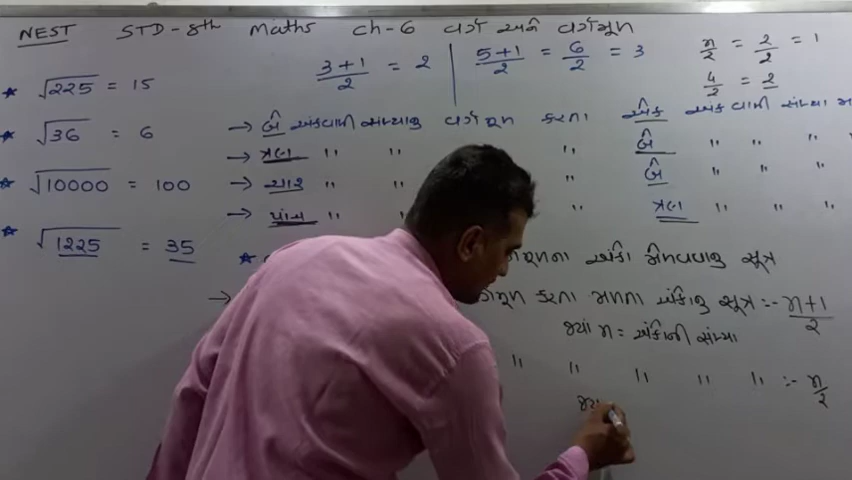 NEST STD-8th Maths Ch-6 વર્ગ અને વર્ગમૂળ
3+1/2 = 2 | 5+1/2 = 6/2 = 3
n/2 = 2/2 = 1
4/2 = 2
* √225 = 15
* √36 = 6
* √10000 = 100
* √1225 = 35
→ બે અંકવાળી સંખ્યાનુ વર્ગમૂળ કરતા એક અંકવાળી સંખ્યા
→ ત્રણ " " " બે " " "
→ ચાર " " " બે " "
→ પાંચ " " ત્રણ " " "
* અંકો મેળવવાનુ સૂત્ર
→ કરતા મળતા અંકોનુ સૂત્ર :- n+1/2
જ્યાં n = અંકોની સંખ્યા
" " " " " :- n/2